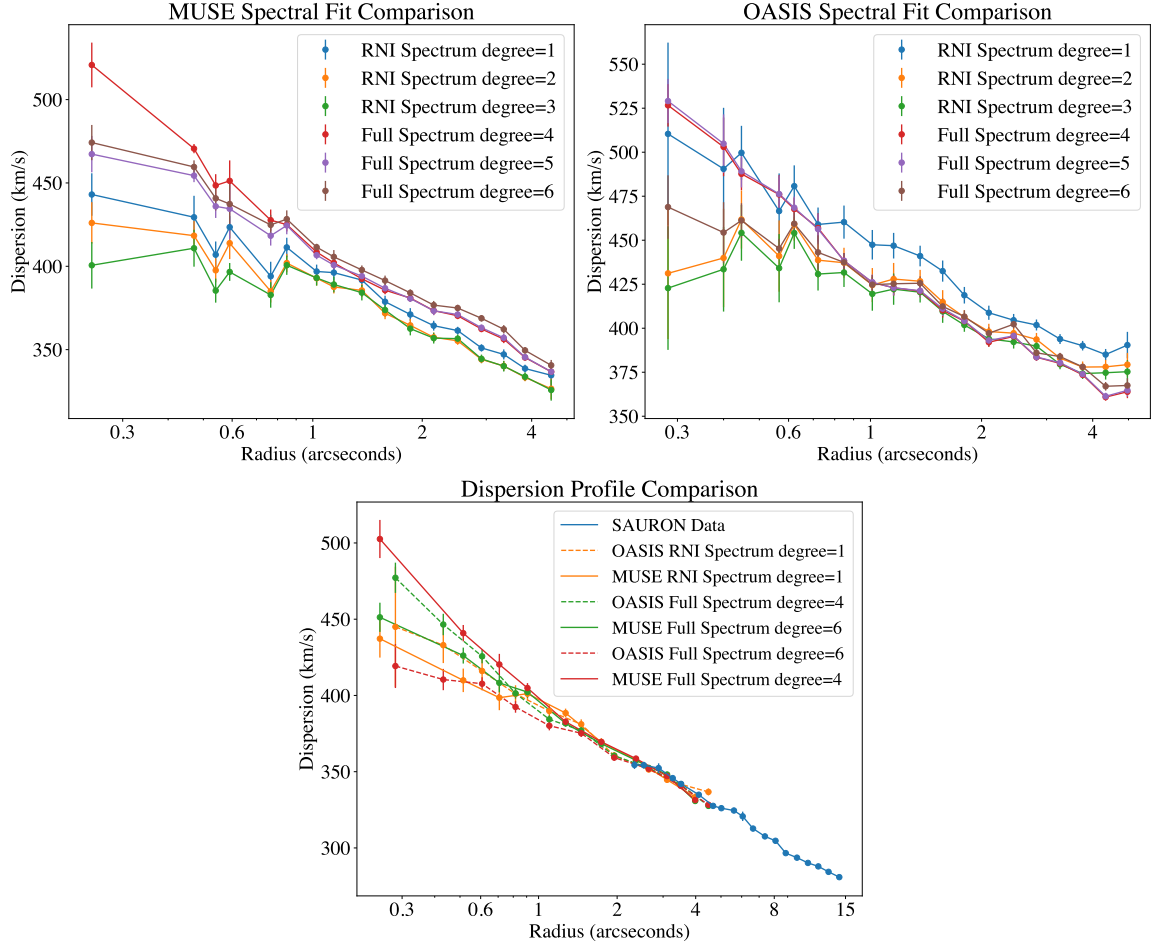 MUSE Spectral Fit Comparison
RNI Spectrum degree=1
RNI Spectrum degree=2
RNI Spectrum degree=3
Full Spectrum degree=4
Full Spectrum degree=5
Full Spectrum degree=6
Dispersion (km/s)
500
450
400
350
0.3
0.6
1
2
4
Radius (arcseconds)
OASIS Spectral Fit Comparison
RNI Spectrum degree=1
RNI Spectrum degree=2
RNI Spectrum degree=3
Full Spectrum degree=4
Full Spectrum degree=5
Full Spectrum degree=6
Dispersion (km/s)
550
525
500
475
450
425
400
375
350
0.3
0.6
1
2
4
Radius (arcseconds)
Dispersion Profile Comparison
SAURON Data
OASIS RNI Spectrum degree=1
MUSE RNI Spectrum degree=1
OASIS Full Spectrum degree=4
MUSE Full Spectrum degree=6
OASIS Full Spectrum degree=6
MUSE Full Spectrum degree=4
Dispersion (km/s)
500
450
400
350
300
0.3
0.6
1
2
4
8
15
Radius (arcseconds)